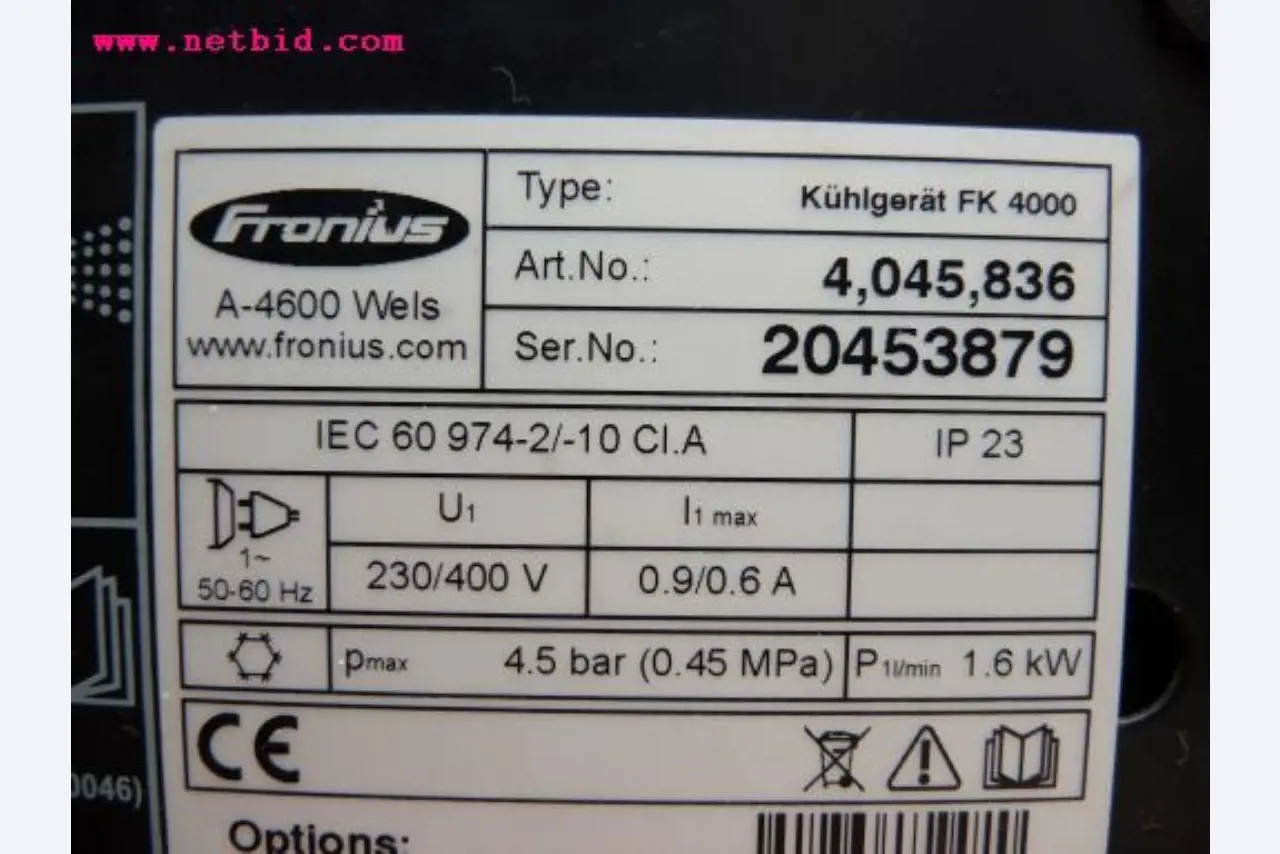 www.netbid.com
Fronius
A-4600 Wels
www.fronius.com
Type: Kühlgerät FK 4000
Art.No.: 4,045,836
Ser.No.: 20453879
IEC 60 974-2/-10 Cl.A IP 23
1~
50-60 Hz
U1 I1 max
230/400 V 0.9/0.6 A
pmax 4.5 bar (0.45 MPa) P1l/min 1.6 kW
CE
0046)
Options: